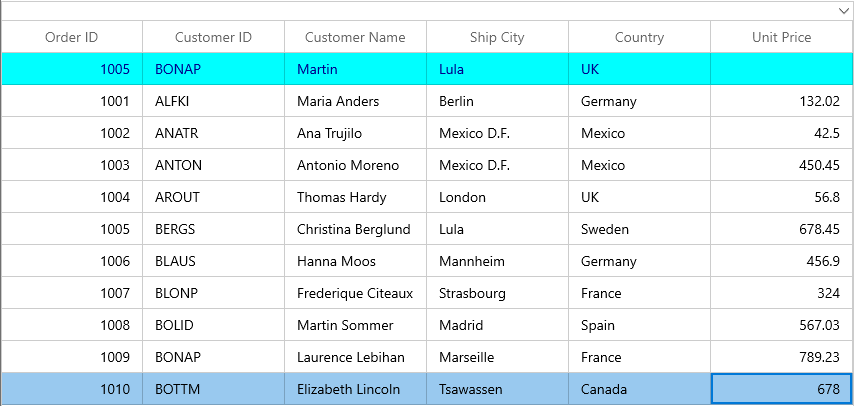 Order ID Customer ID Customer Name Ship City Country Unit Price
1005 BONAP Martin Lula UK
1001 ALFKI Maria Anders Berlin Germany 132.02
1002 ANATR Ana Trujilo Mexico D.F. Mexico 42.5
1003 ANTON Antonio Moreno Mexico D.F. Mexico 450.45
1004 AROUT Thomas Hardy London UK 56.8
1005 BERGS Christina Berglund Lula Sweden 678.45
1006 BLAUS Hanna Moos Mannheim Germany 456.9
1007 BLONP Frederique Citeaux Strasbourg France 324
1008 BOLID Martin Sommer Madrid Spain 567.03
1009 BONAP Laurence Lebihan Marseille France 789.23
1010 BOTTM Elizabeth Lincoln Tsawassen Canada 678